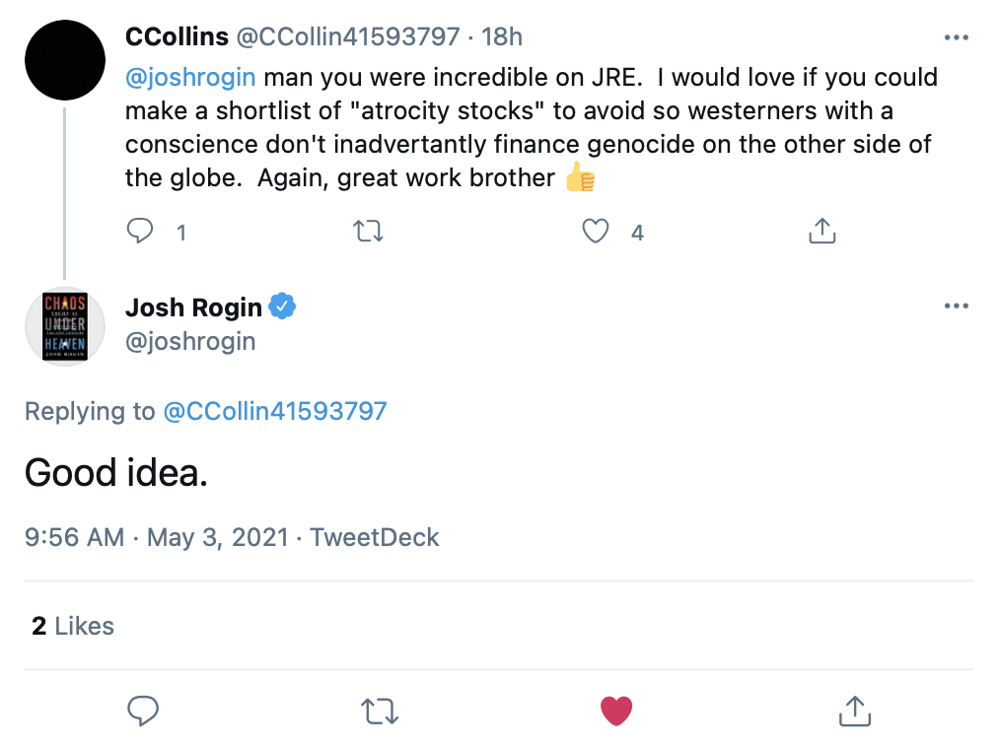 CCollins @CCollin41593797 · 18h
@joshrogin man you were incredible on JRE.  I would love if you could
make a shortlist of "atrocity stocks" to avoid so westerners with a
conscience don't inadvertantly finance genocide on the other side of
the globe.  Again, great work brother 👍
1
4
CHAOS
UNDER
HEAVEN
JOSH ROGIN
Josh Rogin
@joshrogin
Replying to @CCollin41593797
Good idea.
9:56 AM · May 3, 2021 · TweetDeck
2 Likes